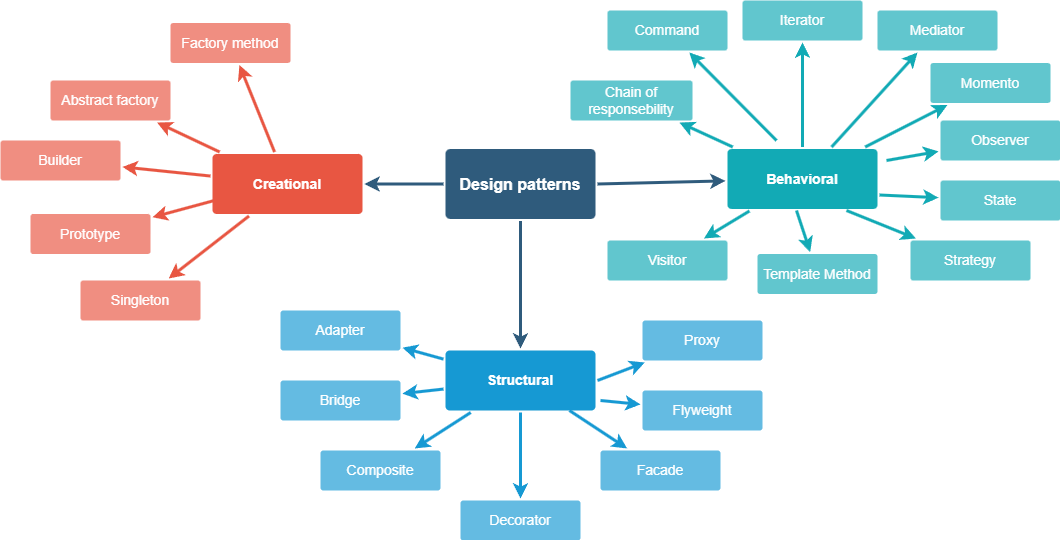 Design patterns
Creational
Factory method
Abstract factory
Builder
Prototype
Singleton
Behavioral
Chain of
responsebility
Command
Iterator
Mediator
Momento
Observer
State
Strategy
Template Method
Visitor
Structural
Adapter
Bridge
Composite
Decorator
Facade
Flyweight
Proxy